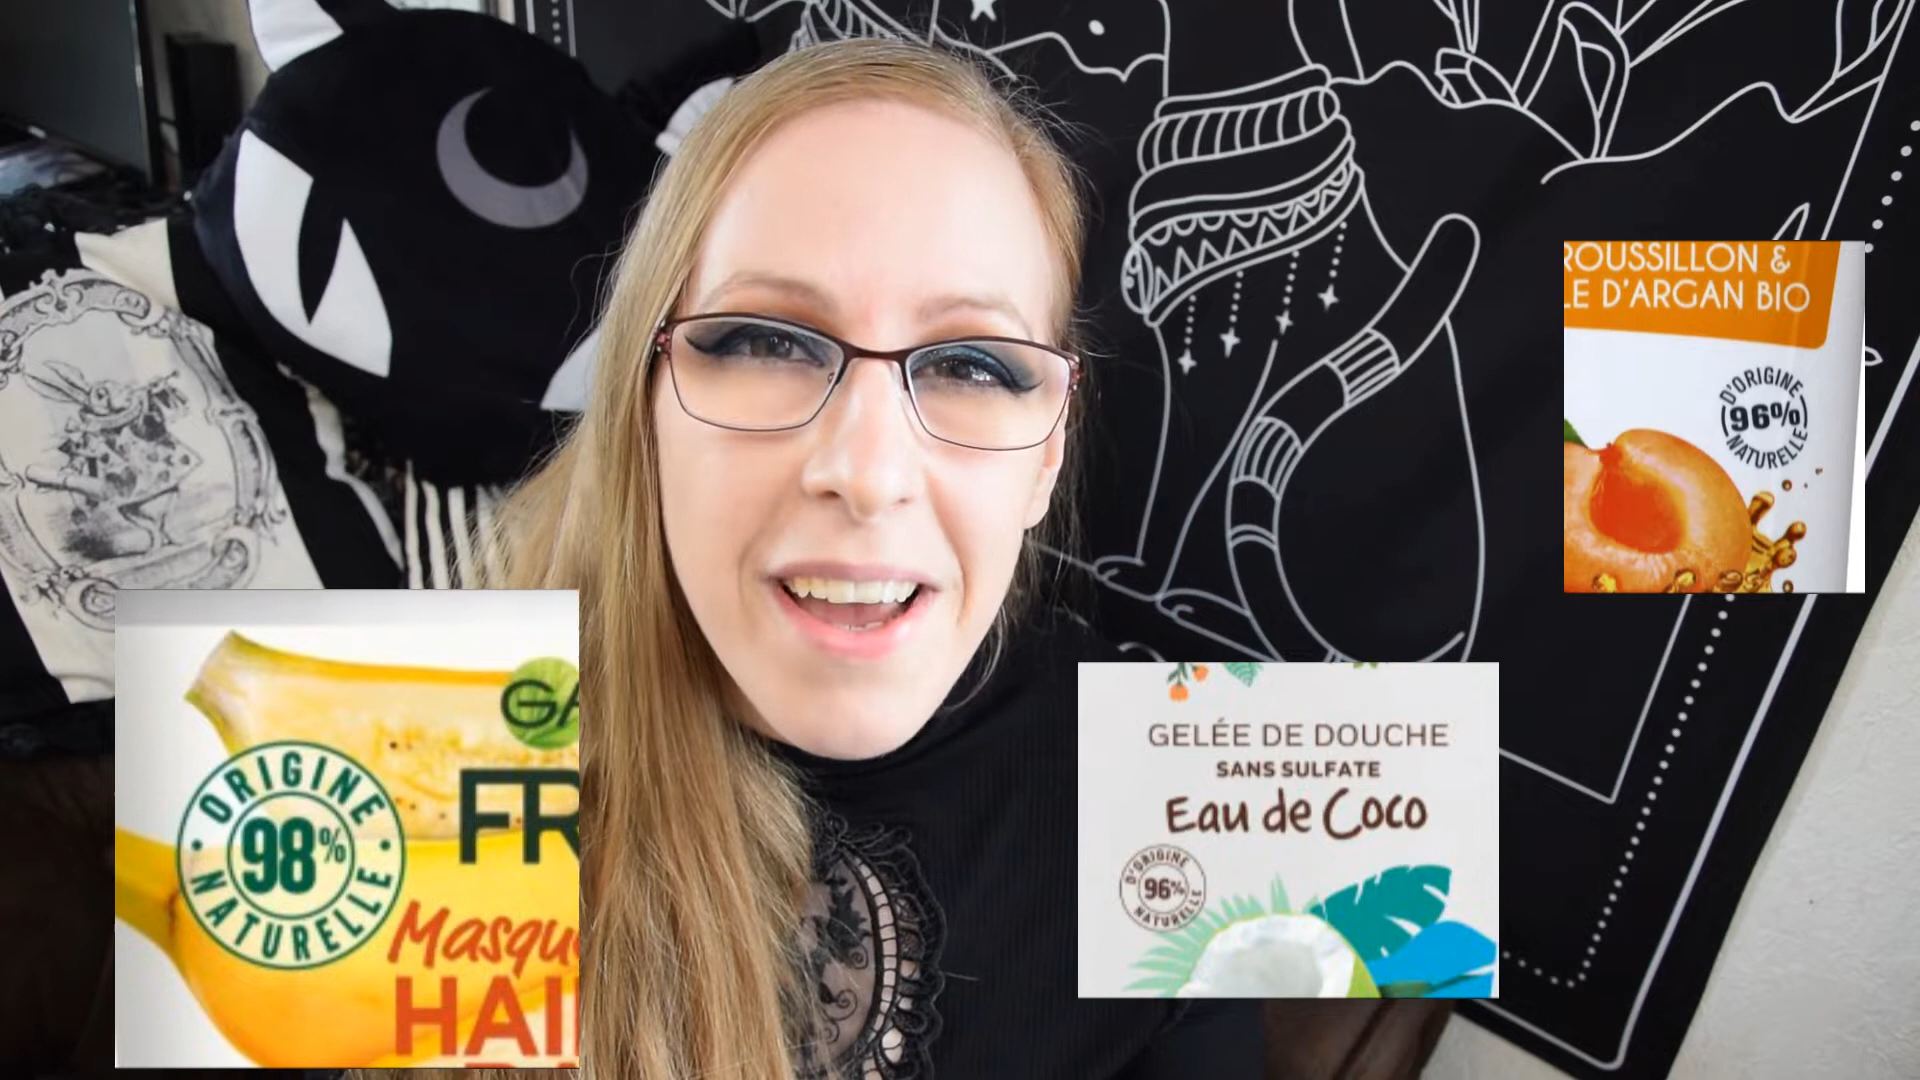 ROUSSILLON &
LE D'ARGAN BIO
D'ORIGINE
96%
NATURELLE
GA
ORIGINE
98%
NATURELLE
FR
Masque
HAI
GELÉE DE DOUCHE
SANS SULFATE
Eau de Coco
D'ORIGINE
96%
NATURELLE